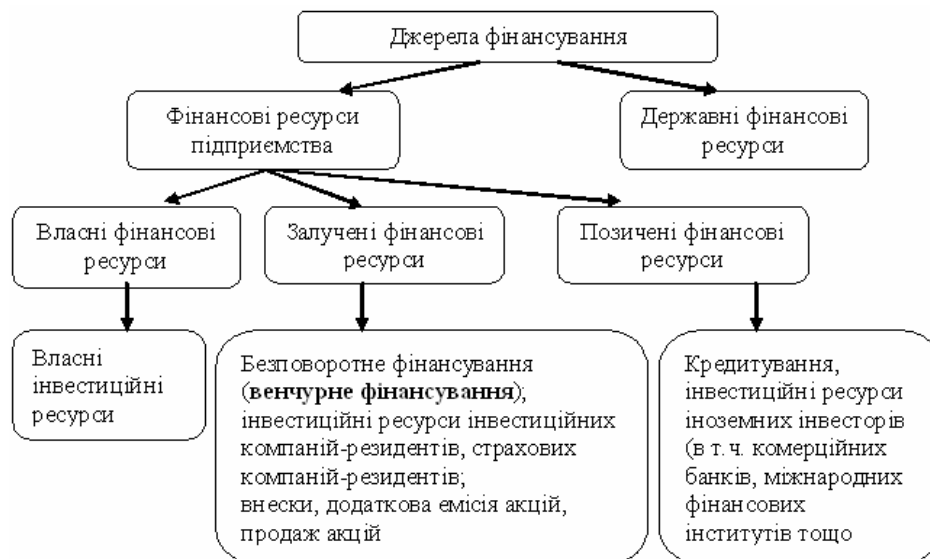 Джерела фінансування
Фінансові ресурси
підприємства
Державні фінансові
ресурси
Власні фінансові
ресурси
Залучені фінансові
ресурси
Позичені фінансові
ресурси
Власні
інвестиційні
ресурси
Безповоротне фінансування
(венчурне фінансування);
інвестиційні ресурси інвестиційних
компаній-резидентів, страхових
компаній-резидентів;
внески, додаткова емісія акцій,
продаж акцій
Кредитування,
інвестиційні ресурси
іноземних інвесторів
(в т. ч. комерційних
банків, міжнародних
фінансових
інститутів тощо